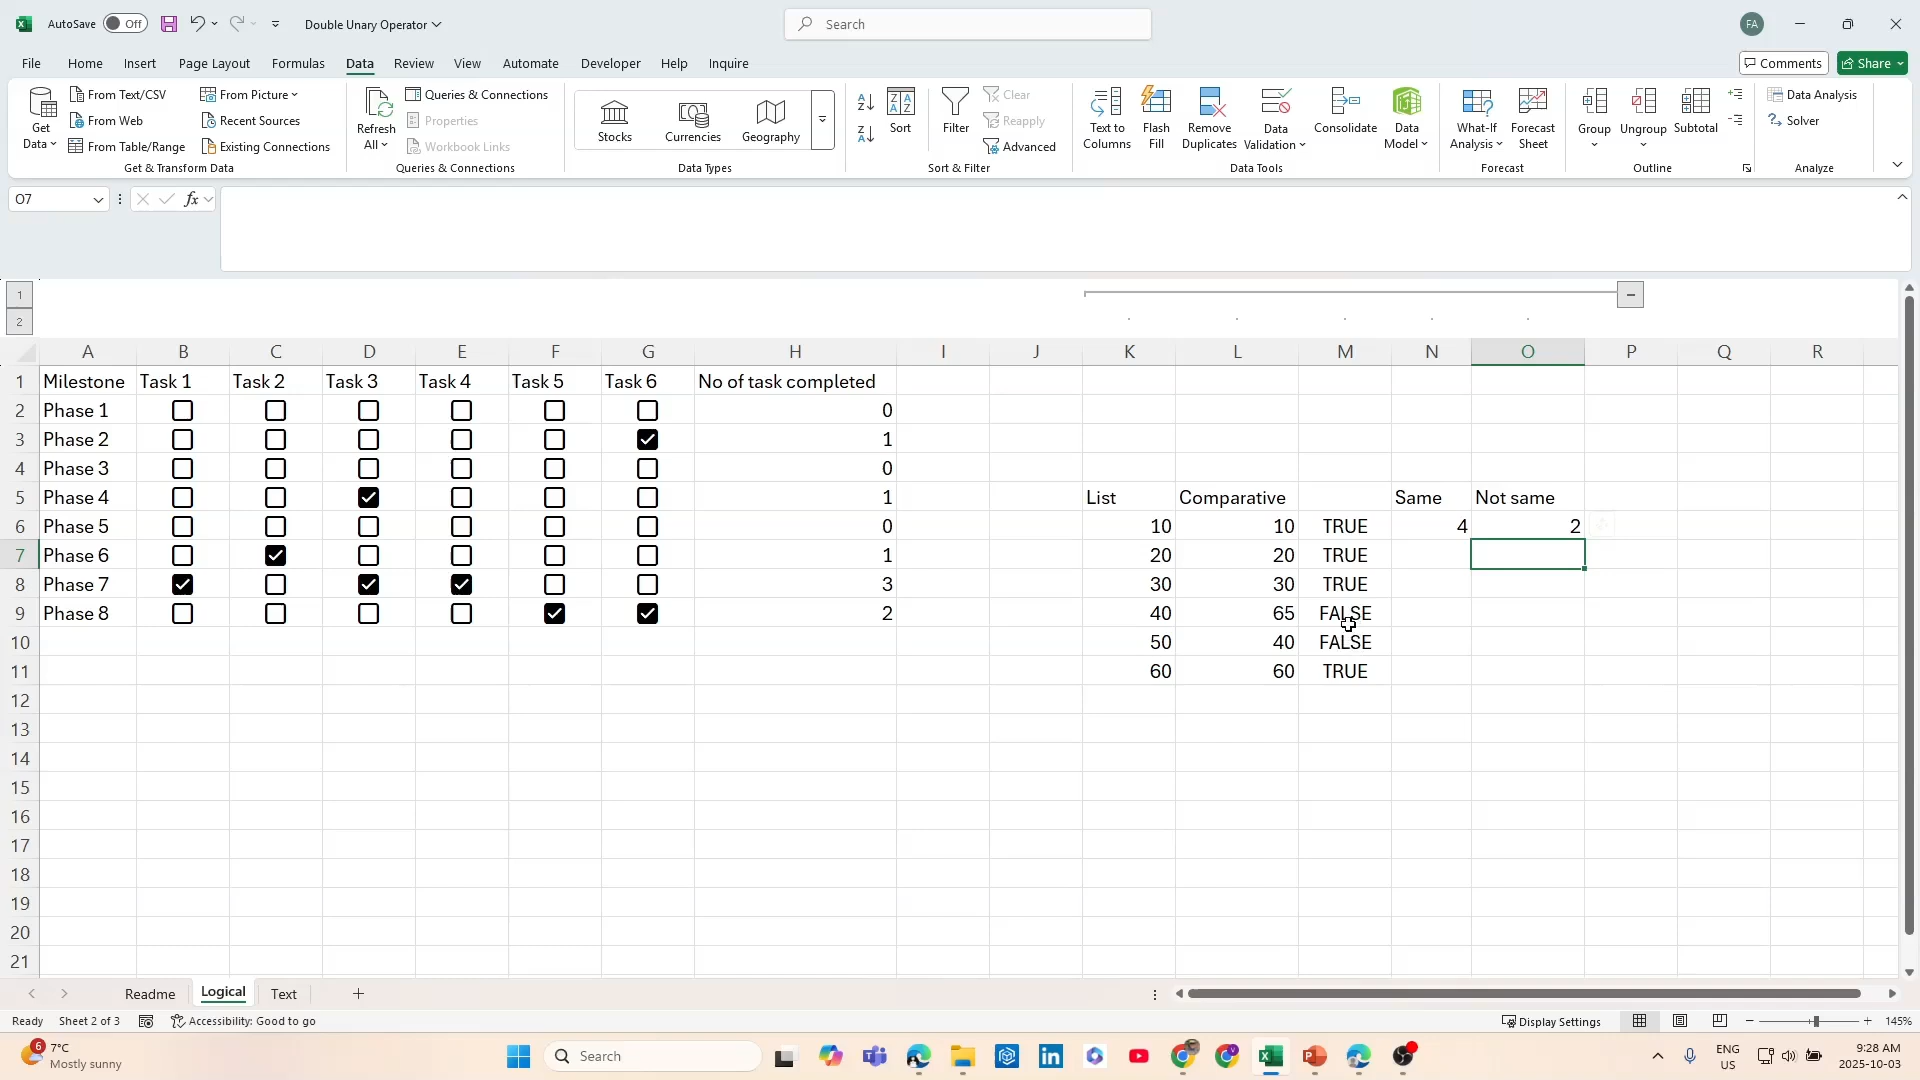 AutoSave Off Double Unary Operator Search FA
File Home Insert Page Layout Formulas Data Review View Automate Developer Help Inquire Comments Share
Get Data From Text/CSV From Web From Table/Range From Picture Recent Sources Existing Connections
Get & Transform Data
Refresh All Queries & Connections Properties Workbook Links
Queries & Connections
Stocks Currencies Geography
Data Types
Sort Filter Clear Reapply Advanced
Sort & Filter
Text to Columns Flash Fill Remove Duplicates Data Validation Consolidate Data Model
Data Tools
What-If Analysis Forecast Sheet
Forecast
Group Ungroup Subtotal
Outline
Data Analysis Solver
Analyze
O7 fx
1
2
A B C D E F G H I J K L M N O P Q R
1 Milestone Task 1 Task 2 Task 3 Task 4 Task 5 Task 6 No of task completed
2 Phase 1 0
3 Phase 2 1
4 Phase 3 0
5 Phase 4 1 List Comparative Same Not same
6 Phase 5 0 10 10 TRUE 4 2
7 Phase 6 1 20 20 TRUE
8 Phase 7 3 30 30 TRUE
9 Phase 8 2 40 65 FALSE
10 50 40 FALSE
11 60 60 TRUE
12
13
14
15
16
17
18
19
20
21
Readme Logical Text
Ready Sheet 2 of 3 Accessibility: Good to go Display Settings 145%
6 7°C Mostly sunny Search ENG US 9:28 AM 2025-10-03